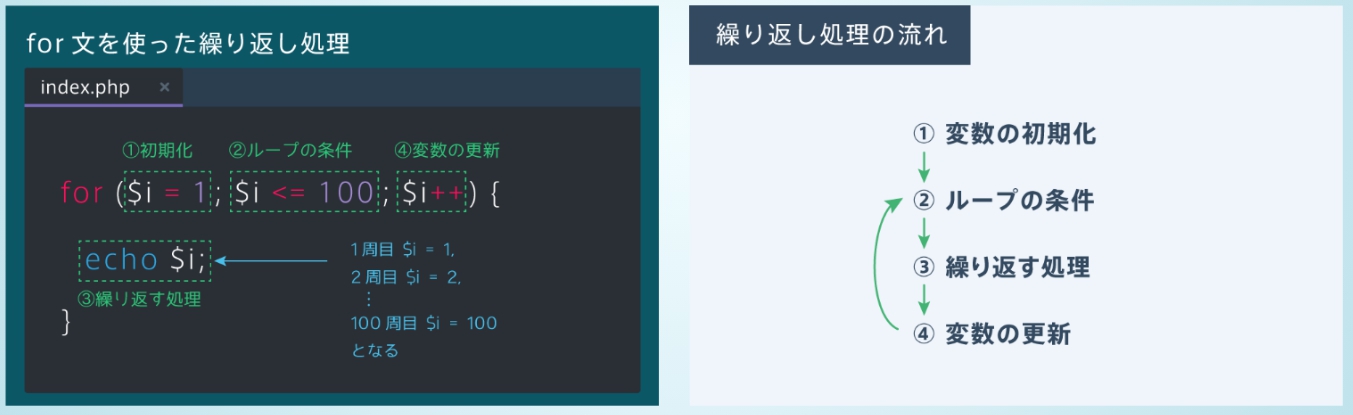 for 文を使った繰り返し処理
index.php ×
①初期化 ②ループの条件 ④変数の更新
for ($i = 1; $i <= 100; $i++) {
echo $i;
③繰り返す処理
}
1周目 $i = 1,
2周目 $i = 2,
⋮
100周目 $i = 100
となる
繰り返し処理の流れ
① 変数の初期化
② ループの条件
③ 繰り返す処理
④ 変数の更新